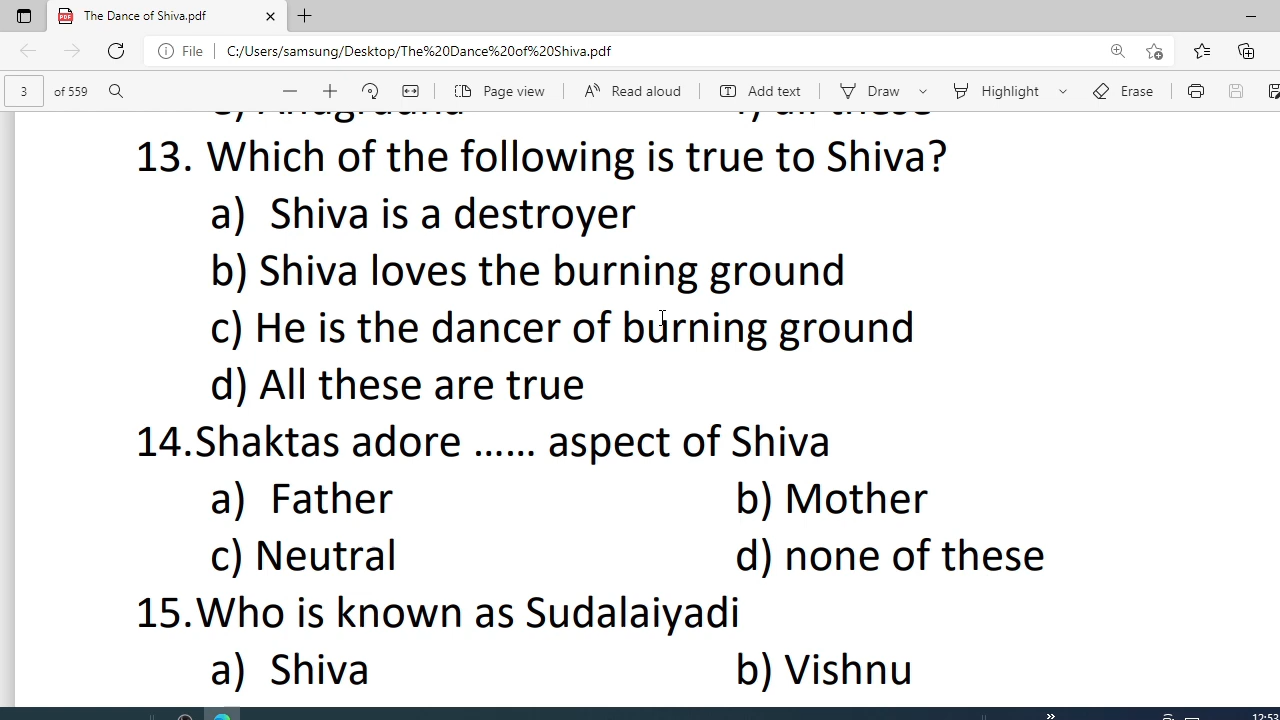 The Dance of Shiva.pdf
File C:/Users/samsung/Desktop/The%20Dance%20of%20Shiva.pdf
3 of 559 Page view Read aloud Add text Draw Highlight Erase
13. Which of the following is true to Shiva?
a) Shiva is a destroyer
b) Shiva loves the burning ground
c) He is the dancer of burning ground
d) All these are true
14.Shaktas adore ...... aspect of Shiva
a) Father b) Mother
c) Neutral d) none of these
15.Who is known as Sudalaiyadi
a) Shiva b) Vishnu